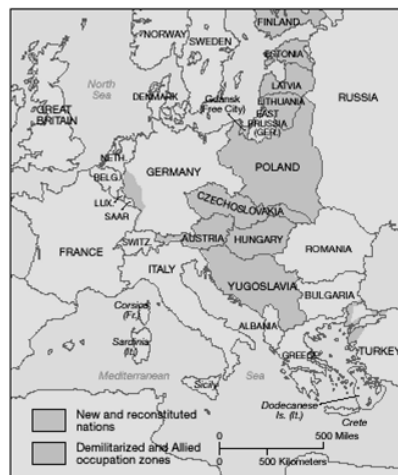 NORWAY
FINLAND
SWEDEN
ESTONIA
North
Sea
LATVIA
RUSSIA
DENMARK
Gdansk
(Free City)
LITHUANIA
EAST
PRUSSIA
(GER.)
GREAT
BRITAIN
NETH.
POLAND
BELG.
GERMANY
LUX.
SAAR
CZECHOSLOVAKIA
FRANCE
SWITZ.
AUSTRIA
HUNGARY
ROMANIA
ITALY
YUGOSLAVIA
BULGARIA
Corsica
(Fr.)
ALBANIA
Sardinia
(It.)
GREECE
TURKEY
Mediterranean
Sea
Sicily
Dodecanese
Is. (It.)
Crete
New and reconstituted
nations
Demilitarized and Allied
occupation zones
0
500 Miles
0
500 Kilometers